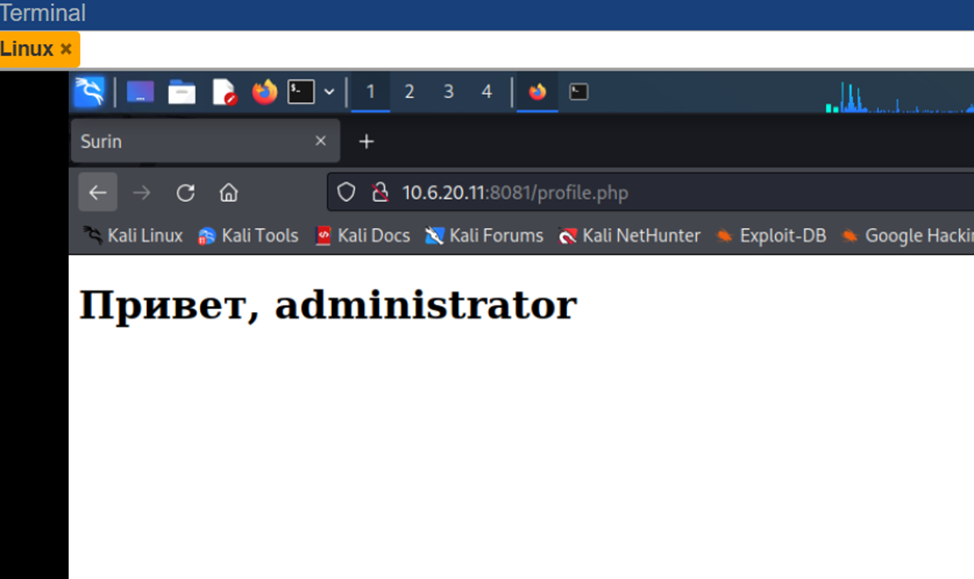 Terminal
Linux ×
1 2 3 4
Surin × +
10.6.20.11:8081/profile.php
Kali Linux Kali Tools Kali Docs Kali Forums Kali NetHunter Exploit-DB Google Hacki
Привет, administrator